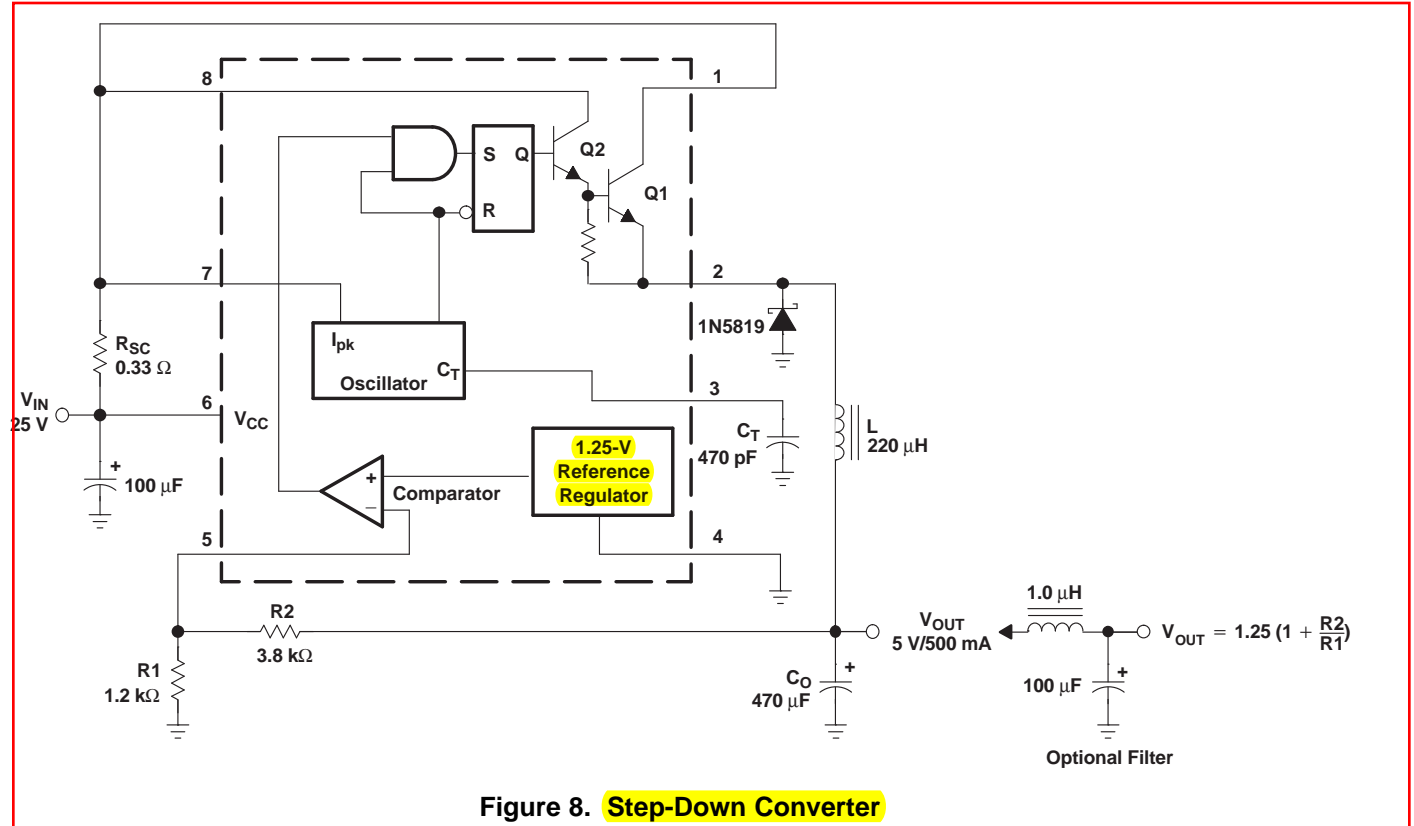 8
1
S Q
Q2
R
Q1
7
2
1N5819
Ipk
CT
Oscillator
RSC
0.33 Ω
3
VIN
25 V
6
VCC
CT
470 pF
L
220 μH
1.25-V
Reference
Regulator
+
100 μF
+
–
Comparator
5
4
R2
3.8 kΩ
R1
1.2 kΩ
VOUT
5 V/500 mA
1.0 μH
VOUT = 1.25 (1 + R2/R1)
CO
470 μF
+
100 μF
+
Optional Filter
Figure 8. Step-Down Converter